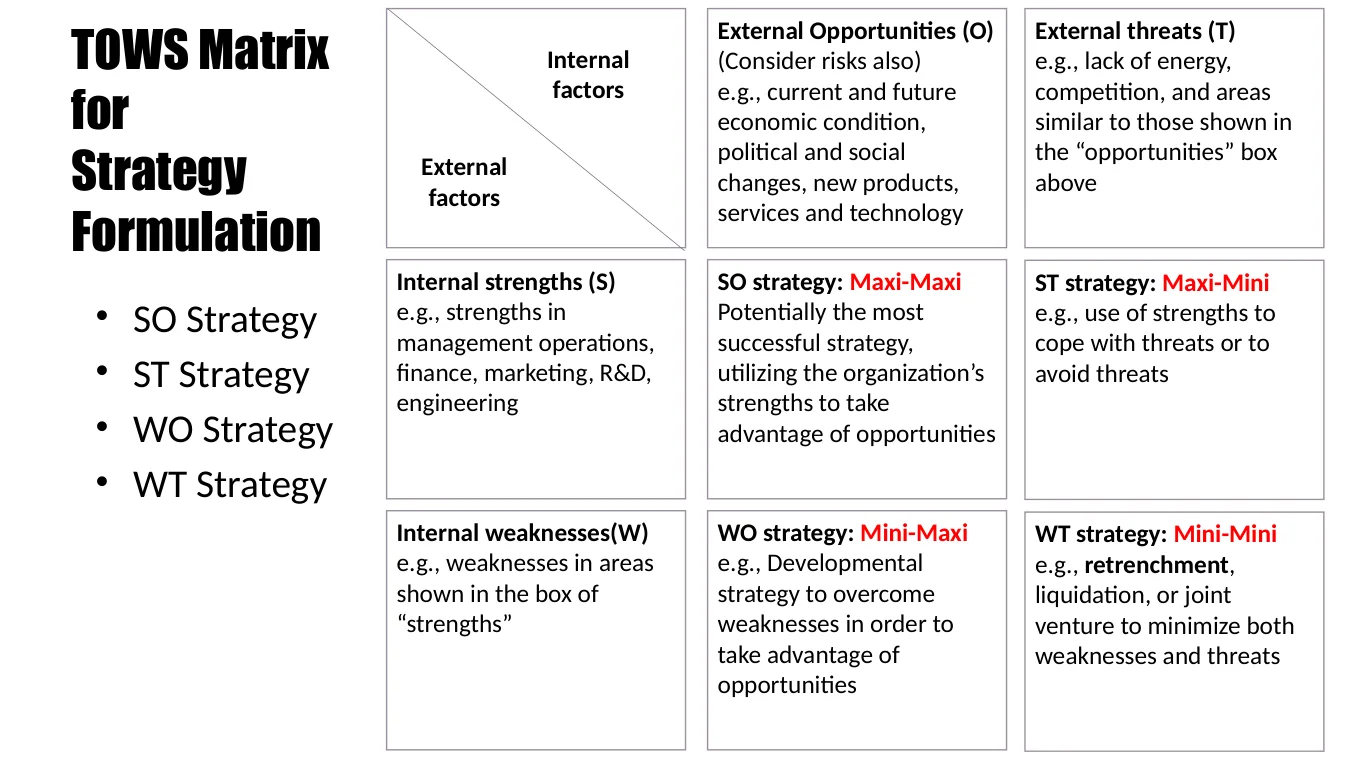 TOWS Matrix
for
Strategy
Formulation
• SO Strategy
• ST Strategy
• WO Strategy
• WT Strategy
Internal
factors
External
factors
External Opportunities (O)
(Consider risks also)
e.g., current and future
economic condition,
political and social
changes, new products,
services and technology
External threats (T)
e.g., lack of energy,
competition, and areas
similar to those shown in
the “opportunities” box
above
Internal strengths (S)
e.g., strengths in
management operations,
finance, marketing, R&D,
engineering
SO strategy: Maxi-Maxi
Potentially the most
successful strategy,
utilizing the organization’s
strengths to take
advantage of opportunities
ST strategy: Maxi-Mini
e.g., use of strengths to
cope with threats or to
avoid threats
Internal weaknesses(W)
e.g., weaknesses in areas
shown in the box of
“strengths”
WO strategy: Mini-Maxi
e.g., Developmental
strategy to overcome
weaknesses in order to
take advantage of
opportunities
WT strategy: Mini-Mini
e.g., retrenchment,
liquidation, or joint
venture to minimize both
weaknesses and threats